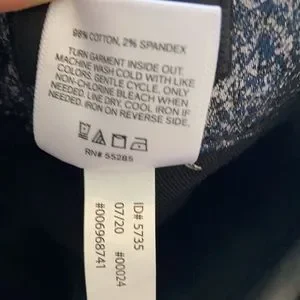 98% COTTON, 2% SPANDEX
TURN GARMENT INSIDE OUT.
MACHINE WASH COLD WITH LIKE
COLORS. GENTLE CYCLE. ONLY
NON-CHLORINE BLEACH WHEN
NEEDED. LINE DRY. COOL IRON IF
NEEDED. IRON ON REVERSE SIDE.
RN# 55285
ID# 5735
07/20 #00024
#006968741